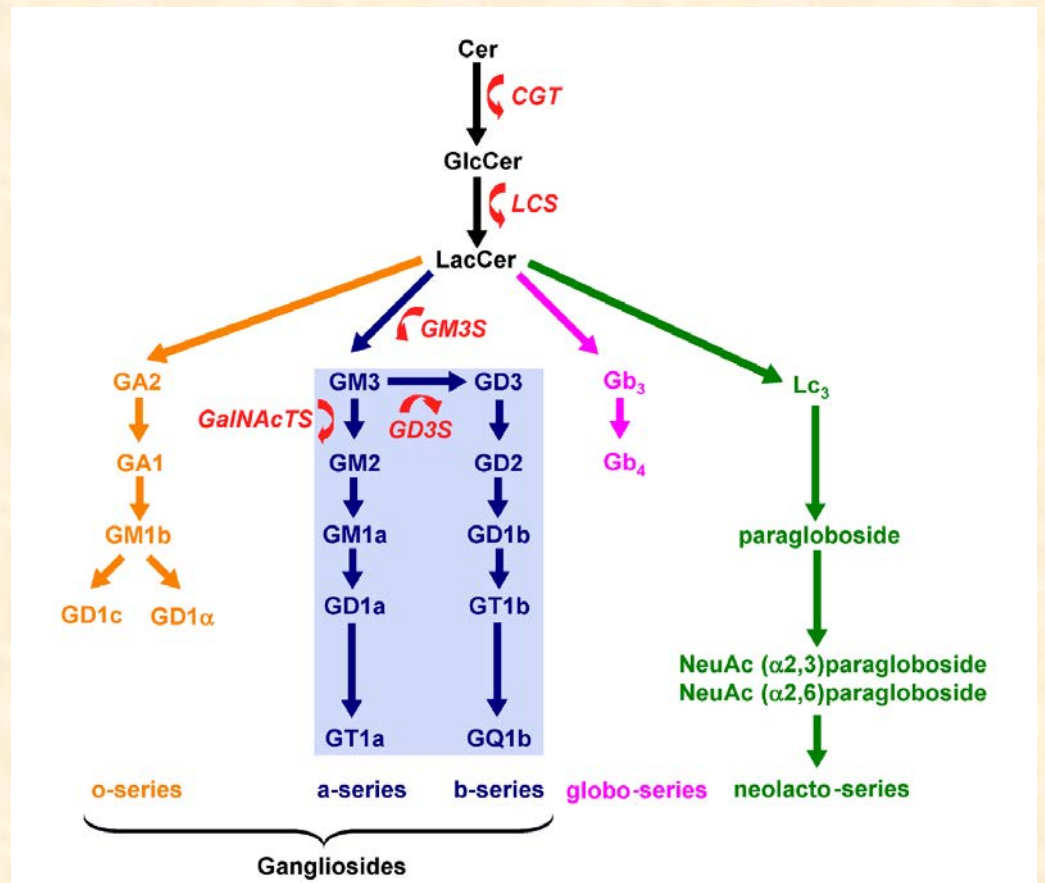 Cer
CGT
GlcCer
LCS
LacCer
GM3S
GA2
GM3
GD3
Gb₃
Lc₃
GalNAcTS
GD3S
GA1
GM2
GD2
Gb₄
GM1b
GM1a
GD1b
paragloboside
GD1c
GD1α
GD1a
GT1b
NeuAc (α2,3)paragloboside
NeuAc (α2,6)paragloboside
GT1a
GQ1b
o-series
a-series
b-series
globo-series
neolacto-series
Gangliosides